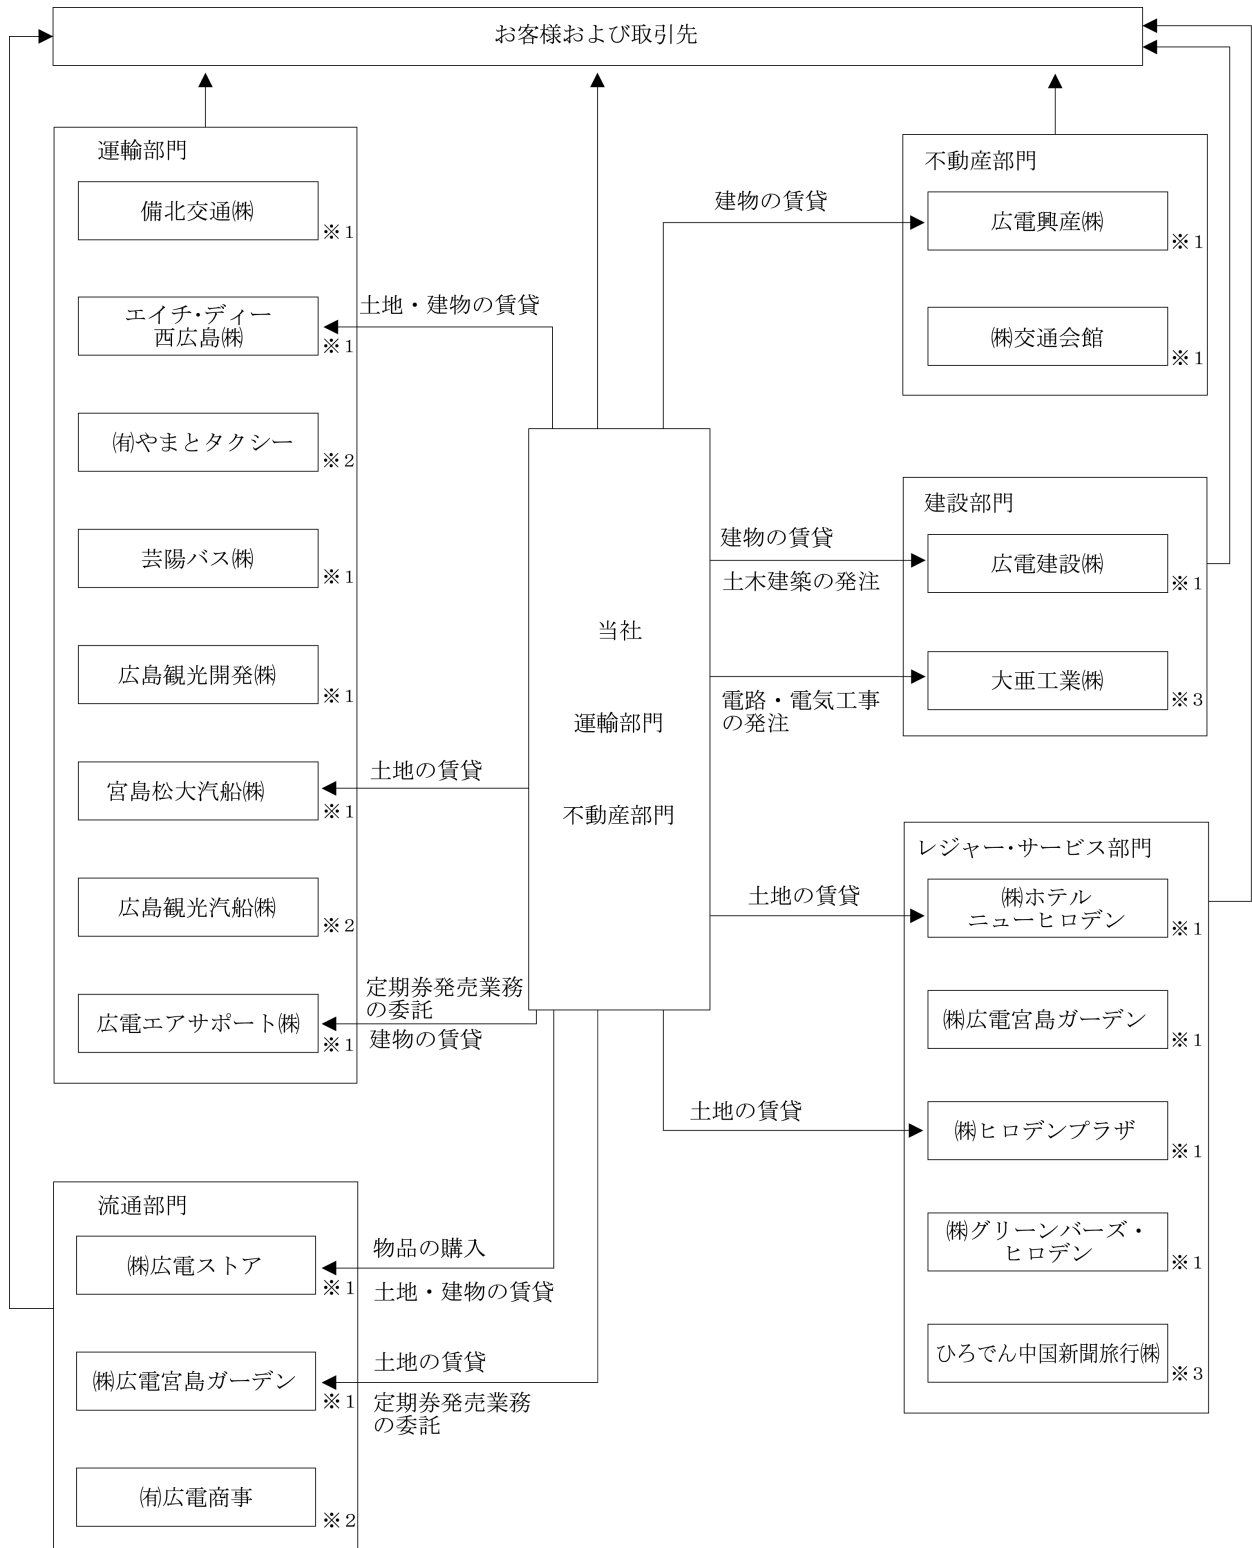 お客様および取引先
運輸部門
備北交通㈱
※1
エイチ・ディー
西広島㈱
※1
㈲やまとタクシー
※2
芸陽バス㈱
※1
広島観光開発㈱
※1
宮島松大汽船㈱
※1
広島観光汽船㈱
※2
広電エアサポート㈱
※1
流通部門
㈱広電ストア
※1
㈱広電宮島ガーデン
※1
㈲広電商事
※2
土地・建物の賃貸
土地の賃貸
定期券発売業務
の委託
建物の賃貸
物品の購入
土地・建物の賃貸
土地の賃貸
定期券発売業務
の委託
当社
運輸部門
不動産部門
建物の賃貸
建物の賃貸
土木建築の発注
電路・電気工事
の発注
土地の賃貸
土地の賃貸
不動産部門
広電興産㈱
※1
㈱交通会館
※1
建設部門
広電建設㈱
※1
大亜工業㈱
※3
レジャー・サービス部門
㈱ホテル
ニューヒロデン
※1
㈱広電宮島ガーデン
※1
㈱ヒロデンプラザ
※1
㈱グリーンバーズ・
ヒロデン
※1
ひろでん中国新聞旅行㈱
※3